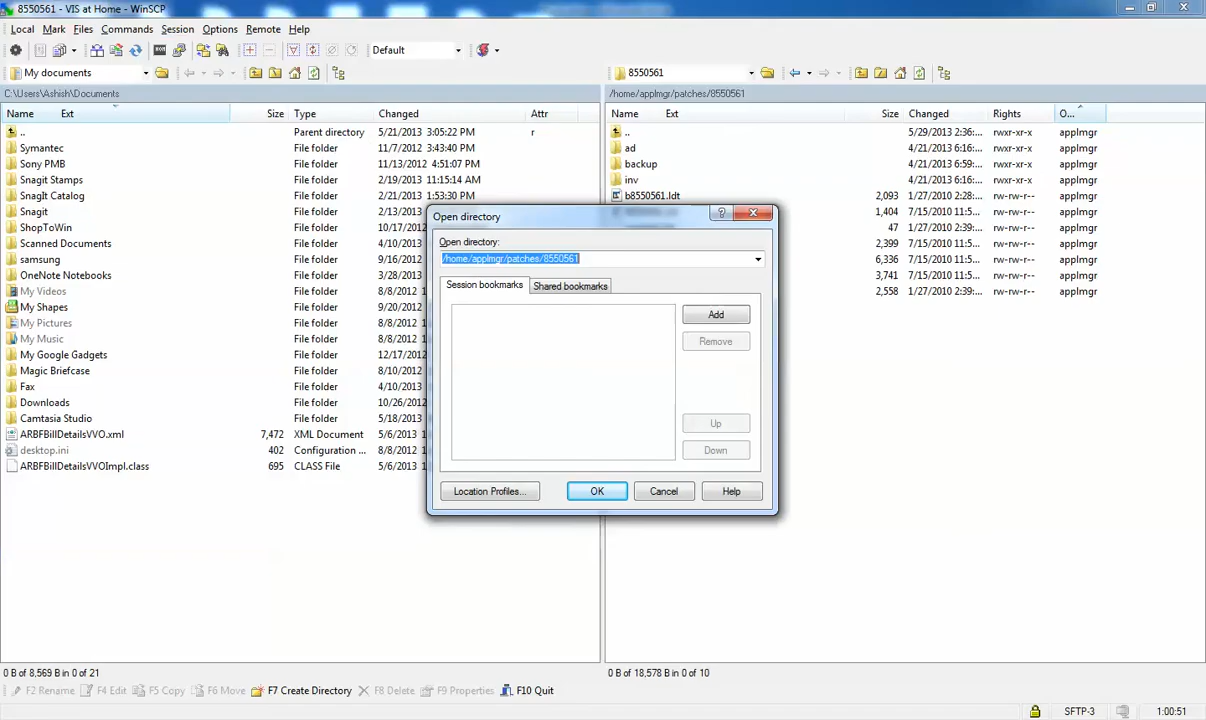 8550561 - VIS at Home - WinSCP
Local Mark Files Commands Session Options Remote Help
Default
My documents
8550561
C:\Users\Ashish\Documents
/home/applmgr/patches/8550561
Name Ext Size Type Changed Attr
Name Ext Size Changed Rights O...
.. Parent directory 5/21/2013 3:05:22 PM r
.. 5/29/2013 2:36:... rwxr-xr-x applmgr
Symantec File folder 11/7/2012 3:43:40 PM
ad 4/21/2013 6:16:... rwxr-xr-x applmgr
Sony PMB File folder 11/13/2012 4:51:07 PM
backup 4/21/2013 6:59:... rwxr-xr-x applmgr
Snagit Stamps File folder 2/19/2013 11:15:14 AM
inv 4/21/2013 6:16:... rwxr-xr-x applmgr
SnagIt Catalog File folder 2/21/2013 1:53:30 PM
b8550561.ldt 2,093 1/27/2010 2:28:... rw-rw-r-- applmgr
Snagit File folder 2/13/2013
1,404 7/15/2010 11:5... rw-rw-r-- applmgr
ShopToWin File folder 10/17/2012
47 1/27/2010 2:39:... rw-rw-r-- applmgr
Scanned Documents File folder 4/10/2013
2,399 7/15/2010 11:5... rw-rw-r-- applmgr
samsung File folder 9/16/2012
6,336 7/15/2010 11:5... rw-rw-r-- applmgr
OneNote Notebooks File folder 3/28/2013
3,741 7/15/2010 11:5... rw-rw-r-- applmgr
My Videos File folder 8/8/2012
2,558 1/27/2010 2:39:... rw-rw-r-- applmgr
My Shapes File folder 9/20/2012
My Pictures File folder 8/8/2012
My Music File folder 8/8/2012
My Google Gadgets File folder 12/17/2012
Magic Briefcase File folder 8/10/2012
Fax File folder 4/10/2013
Downloads File folder 10/26/2012
Camtasia Studio File folder 5/18/2013
ARBFBillDetailsVVO.xml 7,472 XML Document 5/6/2013
desktop.ini 402 Configuration ... 8/8/2012
ARBFBillDetailsVVOImpl.class 695 CLASS File 5/6/2013
Open directory
Open directory:
/home/applmgr/patches/8550561
Session bookmarks Shared bookmarks
Add
Remove
Up
Down
Location Profiles... OK Cancel Help
0 B of 8,569 B in 0 of 21
0 B of 18,578 B in 0 of 10
F2 Rename F4 Edit F5 Copy F6 Move F7 Create Directory F8 Delete F9 Properties F10 Quit
SFTP-3 1:00:51